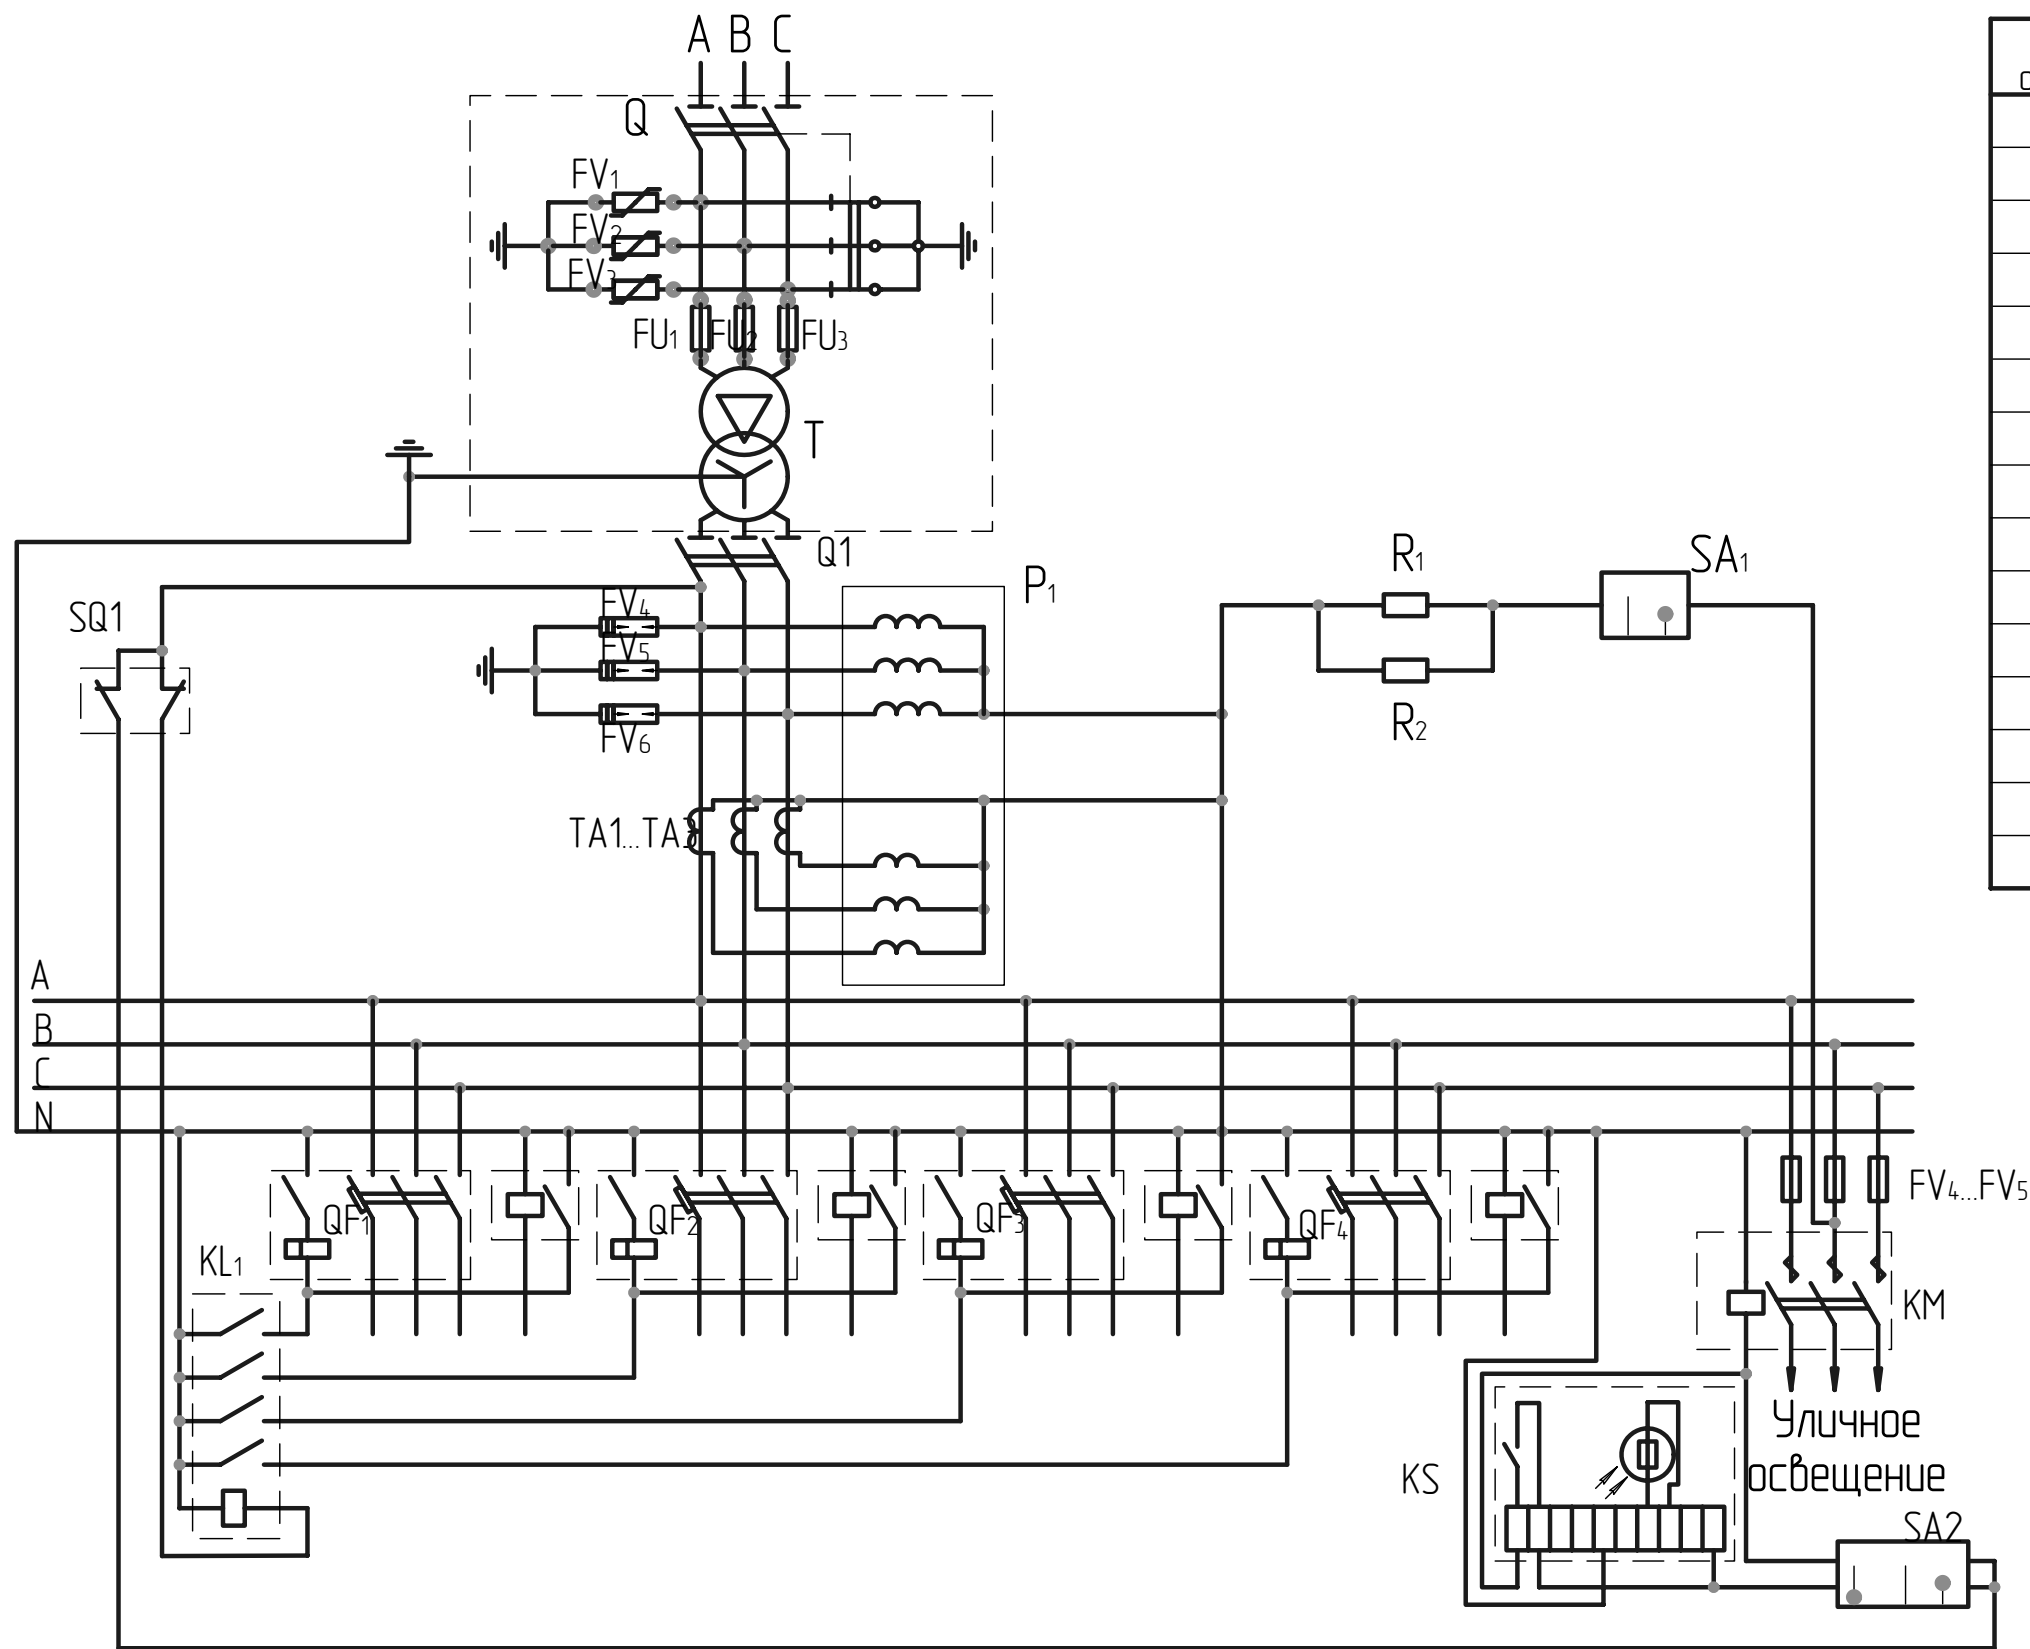 A B C
Q
FV1
FV2
FV3
FU1 FU2 FU3
T
Q1
R1
SA1
P1
SQ1
FV4
FV5
FV6
R2
TA1...TA3
A
B
C
N
FV4...FV5
QF1 QF2 QF3 QF4
KL1
KM
Уличное
освещение
KS
SA2